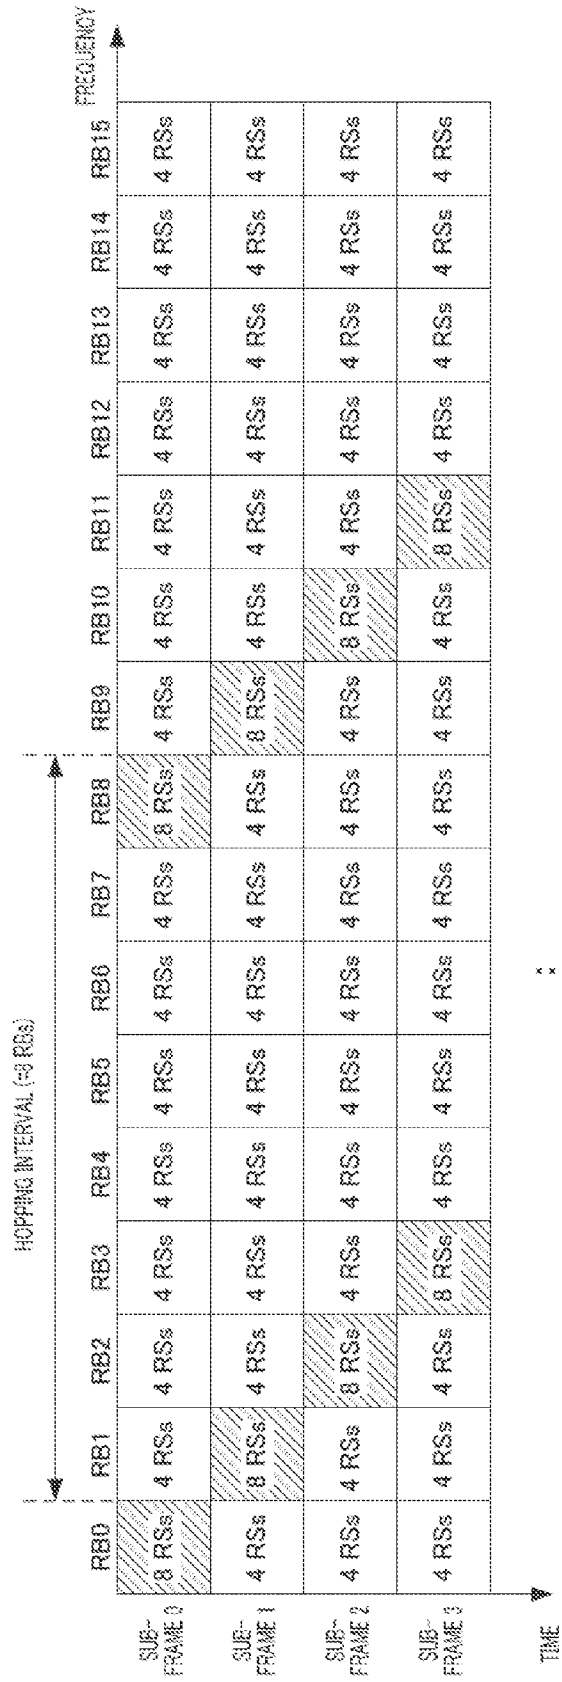 HOPPING INTERVAL (=8 RBs)
RB0 RB1 RB2 RB3 RB4 RB5 RB6 RB7 RB8 RB9 RB10 RB11 RB12 RB13 RB14 RB15 FREQUENCY
SUB-
FRAME 0
8 RSs 4 RSs 4 RSs 4 RSs 4 RSs 4 RSs 4 RSs 4 RSs 8 RSs 4 RSs 4 RSs 4 RSs 4 RSs 4 RSs 4 RSs 4 RSs
SUB-
FRAME 1
4 RSs 8 RSs 4 RSs 4 RSs 4 RSs 4 RSs 4 RSs 4 RSs 4 RSs 8 RSs 4 RSs 4 RSs 4 RSs 4 RSs 4 RSs 4 RSs
SUB-
FRAME 2
4 RSs 4 RSs 8 RSs 4 RSs 4 RSs 4 RSs 4 RSs 4 RSs 4 RSs 4 RSs 8 RSs 4 RSs 4 RSs 4 RSs 4 RSs 4 RSs
SUB-
FRAME 3
4 RSs 4 RSs 4 RSs 8 RSs 4 RSs 4 RSs 4 RSs 4 RSs 4 RSs 4 RSs 4 RSs 8 RSs 4 RSs 4 RSs 4 RSs 4 RSs
TIME